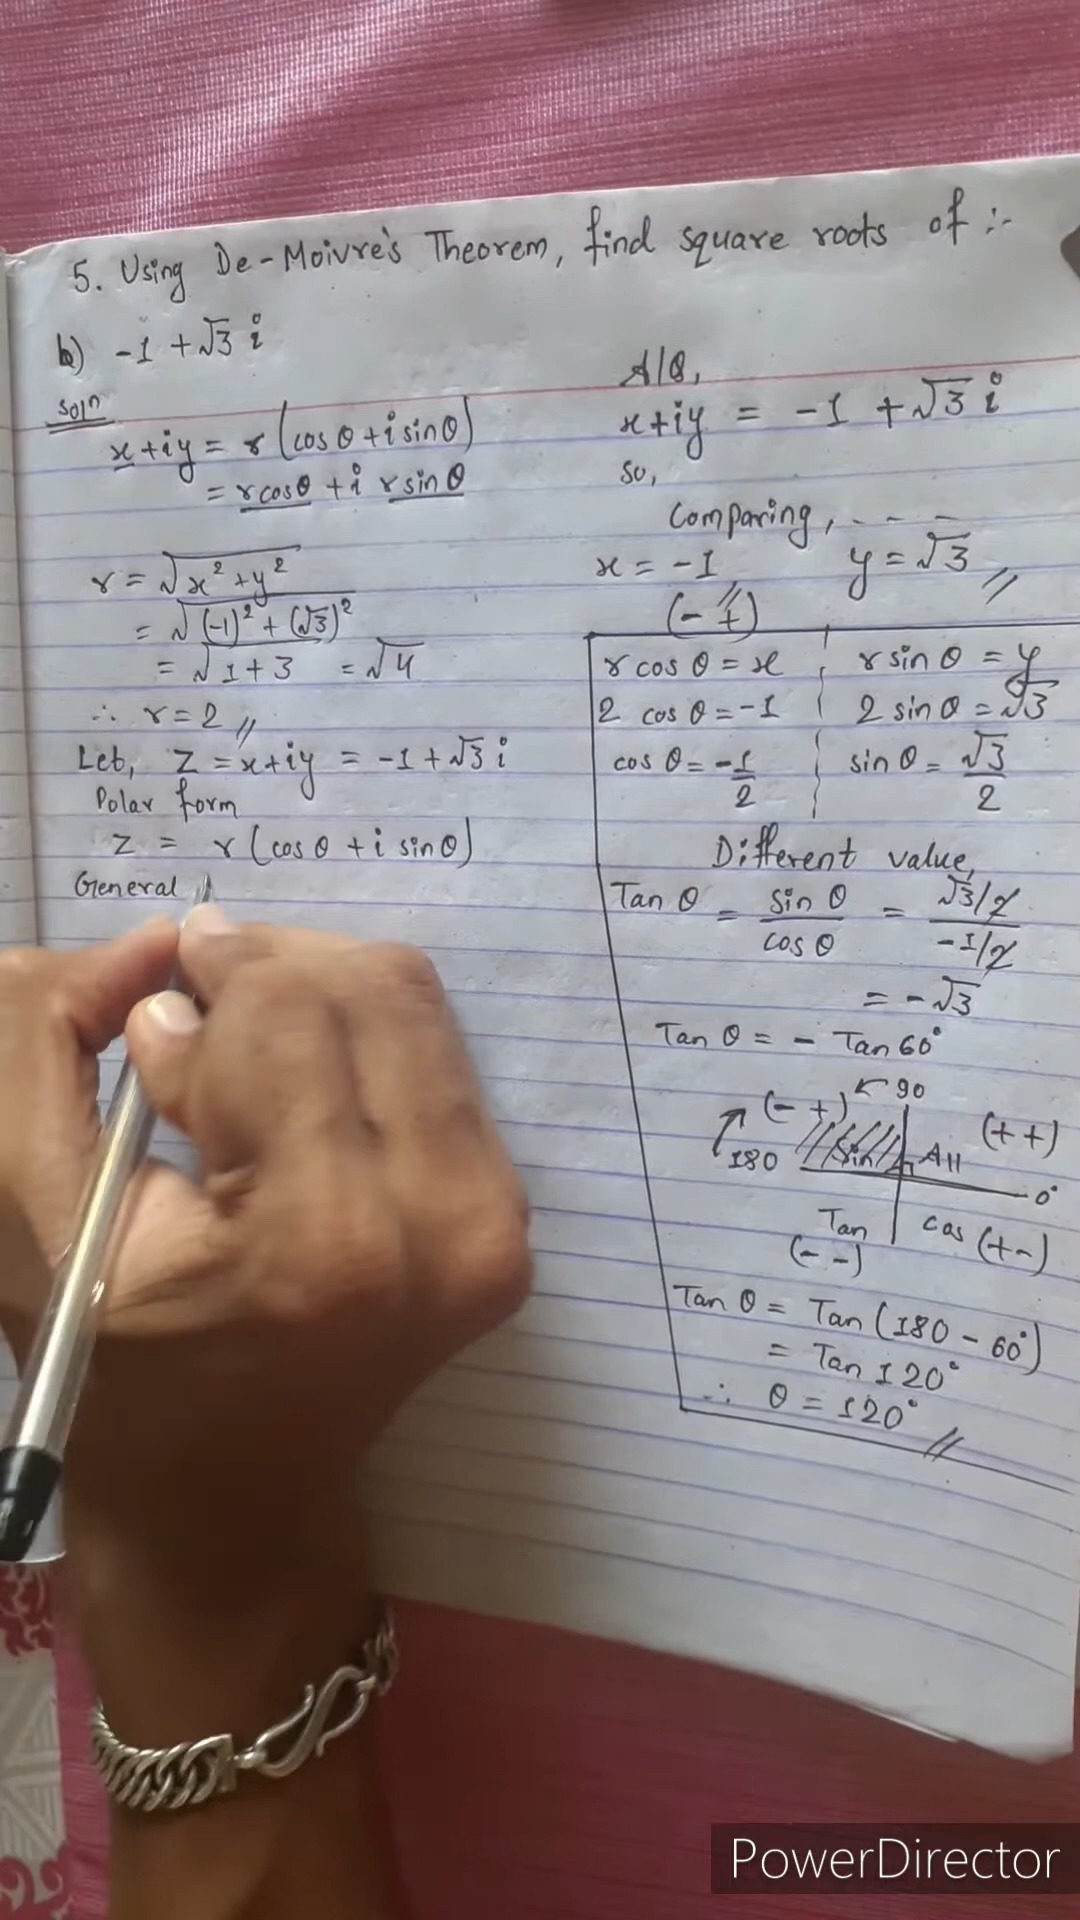 5. Using De-Moivre's Theorem, find square roots of :-
b) -1 + √3 i
Soln
x+iy = r (cos θ + i sin θ)
= r cos θ + i r sin θ
r = √x² + y²
= √(-1)² + (√3)²
= √1+3 = √4
∴ r = 2 //
Let, z = x+iy = -1 + √3 i
Polar form
z = r (cos θ + i sin θ)
General
A/Q,
x+iy = -1 + √3 i
so,
Comparing, - - -
x = -1 // y = √3 //
(- +)
r cos θ = x r sin θ = y
2 cos θ = -1 2 sin θ = √3
cos θ = -1/2 sin θ = √3/2
Different value,
Tan θ = sin θ / cos θ = √3/2 / -1/2
= -√3
Tan θ = - Tan 60°
(- +) ← 90
180 sin All (+ +)
0°
Tan cos (+ -)
(- -)
Tan θ = Tan (180 - 60°)
= Tan 120°
∴ θ = 120° //
PowerDirector